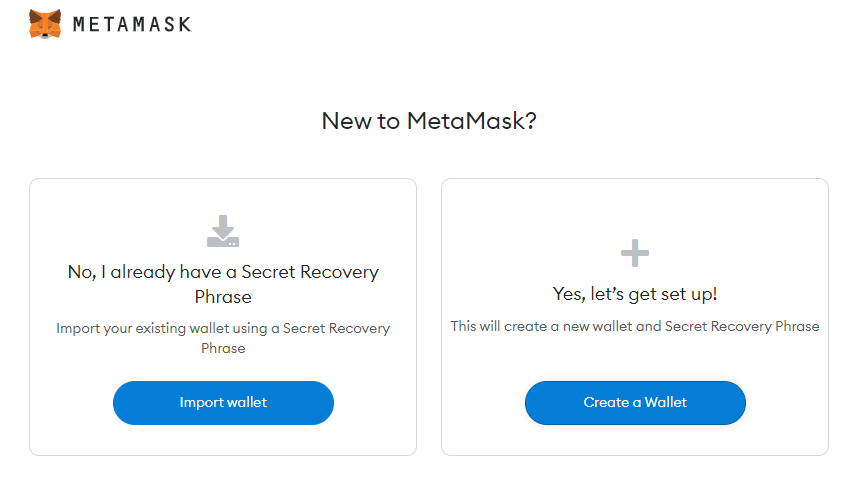 METAMASK
New to MetaMask?
No, I already have a Secret Recovery
Phrase
Import your existing wallet using a Secret Recovery
Phrase
Import wallet
Yes, let’s get set up!
This will create a new wallet and Secret Recovery Phrase
Create a Wallet